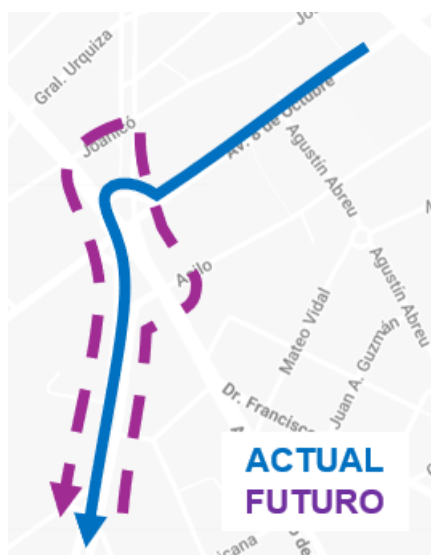 Gral. Urquiza
Joanicó
Av. 8 de Octubre
Agustín Abreu
Asilo
Mateo Vidal
Agustín Abreu
Juan A. Guzmán
Dr. Francisco
ACTUAL
FUTURO